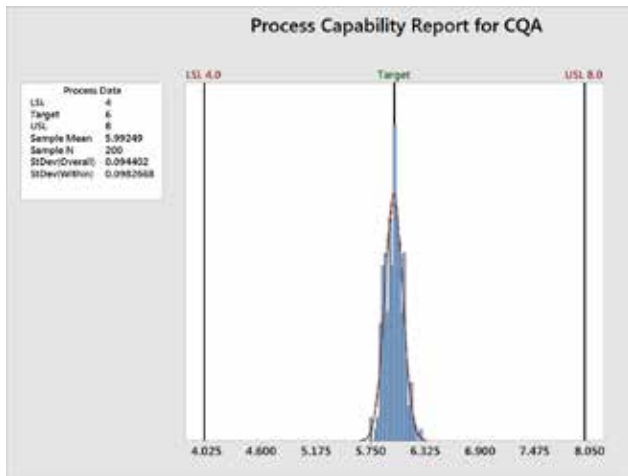 Process Capability Report for CQA
LSL 4.0 Target USL 8.0
Process Data
LSL 4
Target 6
USL 8
Sample Mean 5.99249
Sample N 200
StDev(Overall) 0.094402
StDev(Within) 0.0982668
4.025 4.600 5.175 5.750 6.325 6.900 7.475 8.050